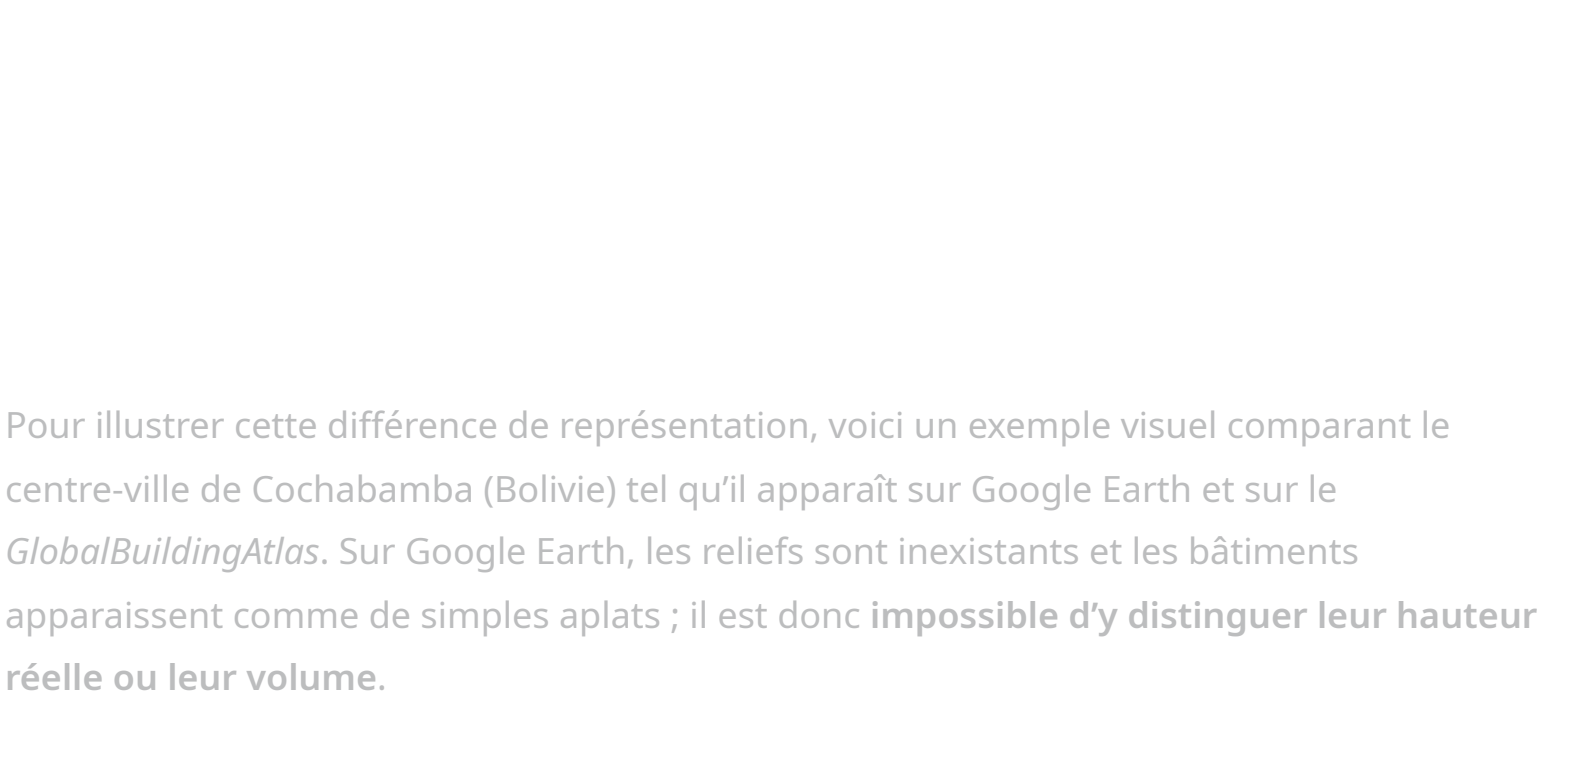 Pour illustrer cette différence de représentation, voici un exemple visuel comparant le
centre-ville de Cochabamba (Bolivie) tel qu’il apparaît sur Google Earth et sur le
GlobalBuildingAtlas. Sur Google Earth, les reliefs sont inexistants et les bâtiments
apparaissent comme de simples aplats ; il est donc impossible d’y distinguer leur hauteur
réelle ou leur volume.